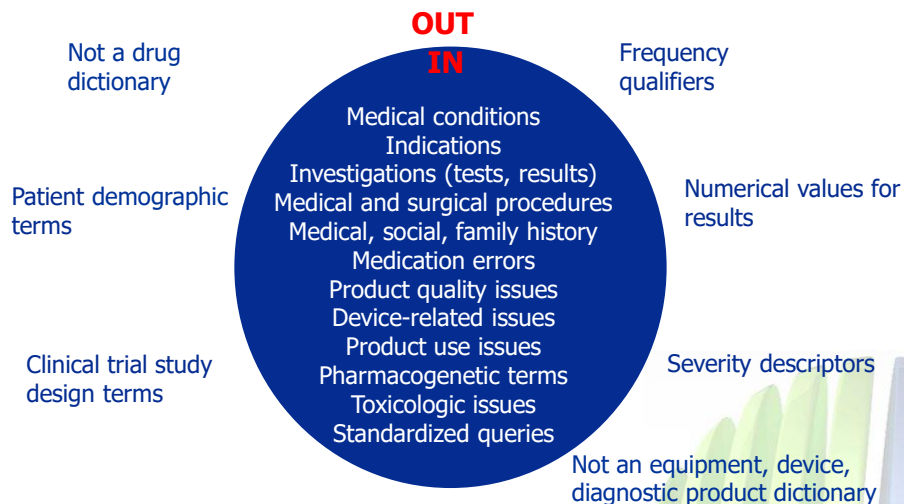 OUT
IN
Not a drug
dictionary
Frequency
qualifiers
Medical conditions
Indications
Investigations (tests, results)
Medical and surgical procedures
Medical, social, family history
Medication errors
Product quality issues
Device-related issues
Product use issues
Pharmacogenetic terms
Toxicologic issues
Standardized queries
Patient demographic
terms
Numerical values for
results
Clinical trial study
design terms
Severity descriptors
Not an equipment, device,
diagnostic product dictionary